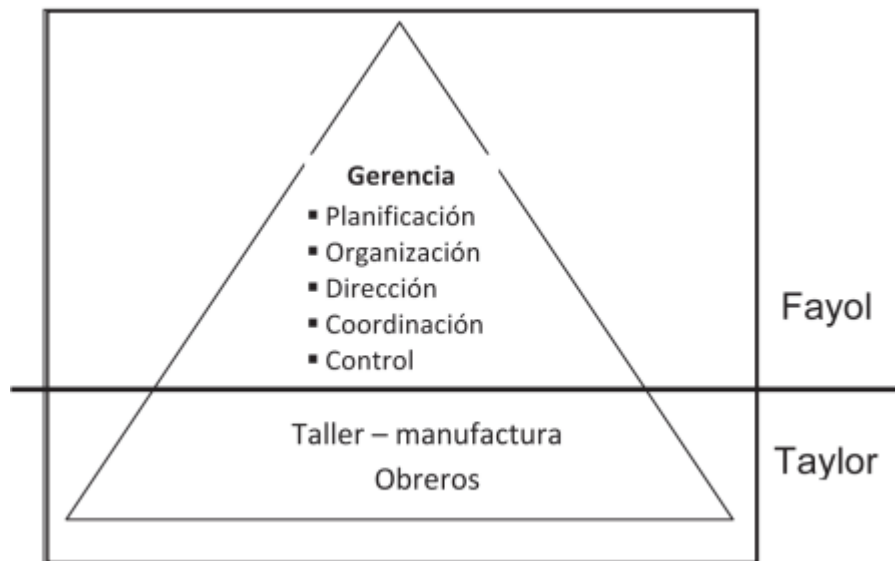 Gerencia
▪ Planificación
▪ Organización
▪ Dirección
▪ Coordinación
▪ Control
Fayol
Taller – manufactura
Obreros
Taylor